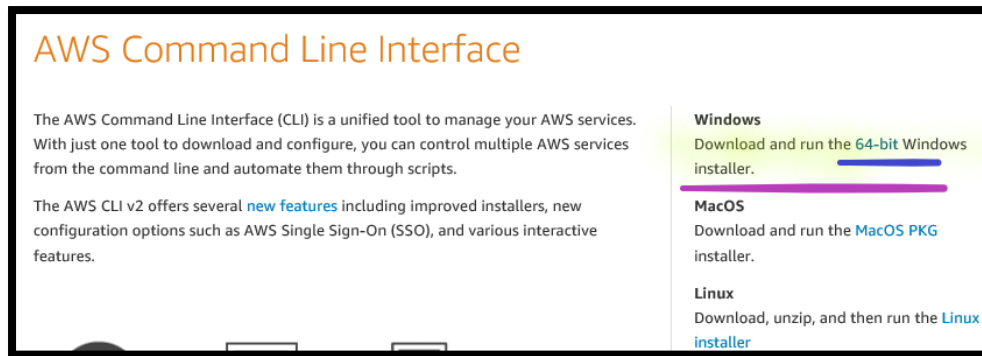 AWS Command Line Interface
The AWS Command Line Interface (CLI) is a unified tool to manage your AWS services.
With just one tool to download and configure, you can control multiple AWS services
from the command line and automate them through scripts.
The AWS CLI v2 offers several new features including improved installers, new
configuration options such as AWS Single Sign-On (SSO), and various interactive
features.
Windows
Download and run the 64-bit Windows
installer.
MacOS
Download and run the MacOS PKG
installer.
Linux
Download, unzip, and then run the Linux
installer